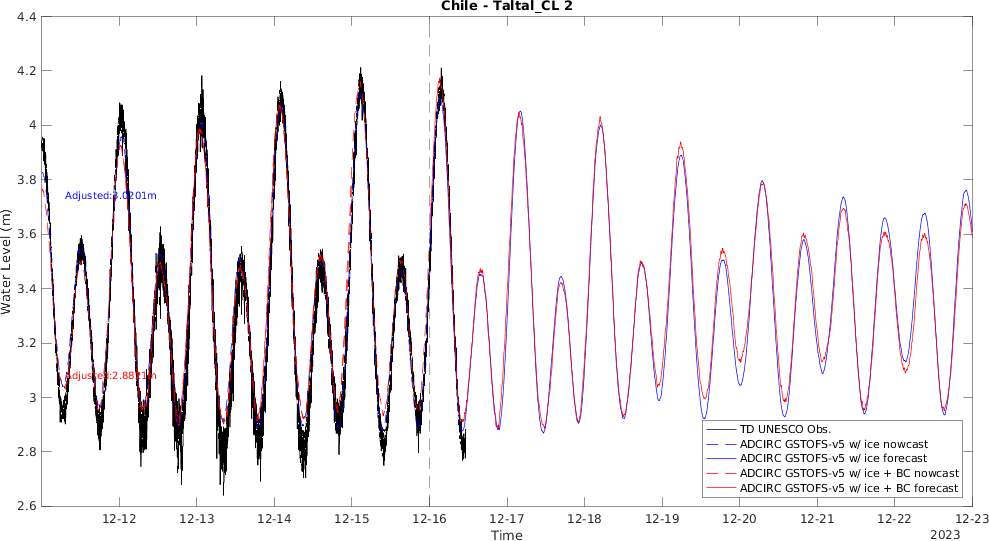 Chile - Taltal_CL 2
4.4
4.2
4
3.8
3.6
3.4
3.2
3
2.8
2.6
Water Level (m)
Adjusted:3.0201m
TD UNESCO Obs.
ADCIRC GSTOFS-v5 w/ ice nowcast
ADCIRC GSTOFS-v5 w/ ice forecast
ADCIRC GSTOFS-v5 w/ ice + BC nowcast
ADCIRC GSTOFS-v5 w/ ice + BC forecast
12-12 12-13 12-14 12-15 12-16 12-17 12-18 12-19 12-20 12-21 12-22 12-23
Time
2023